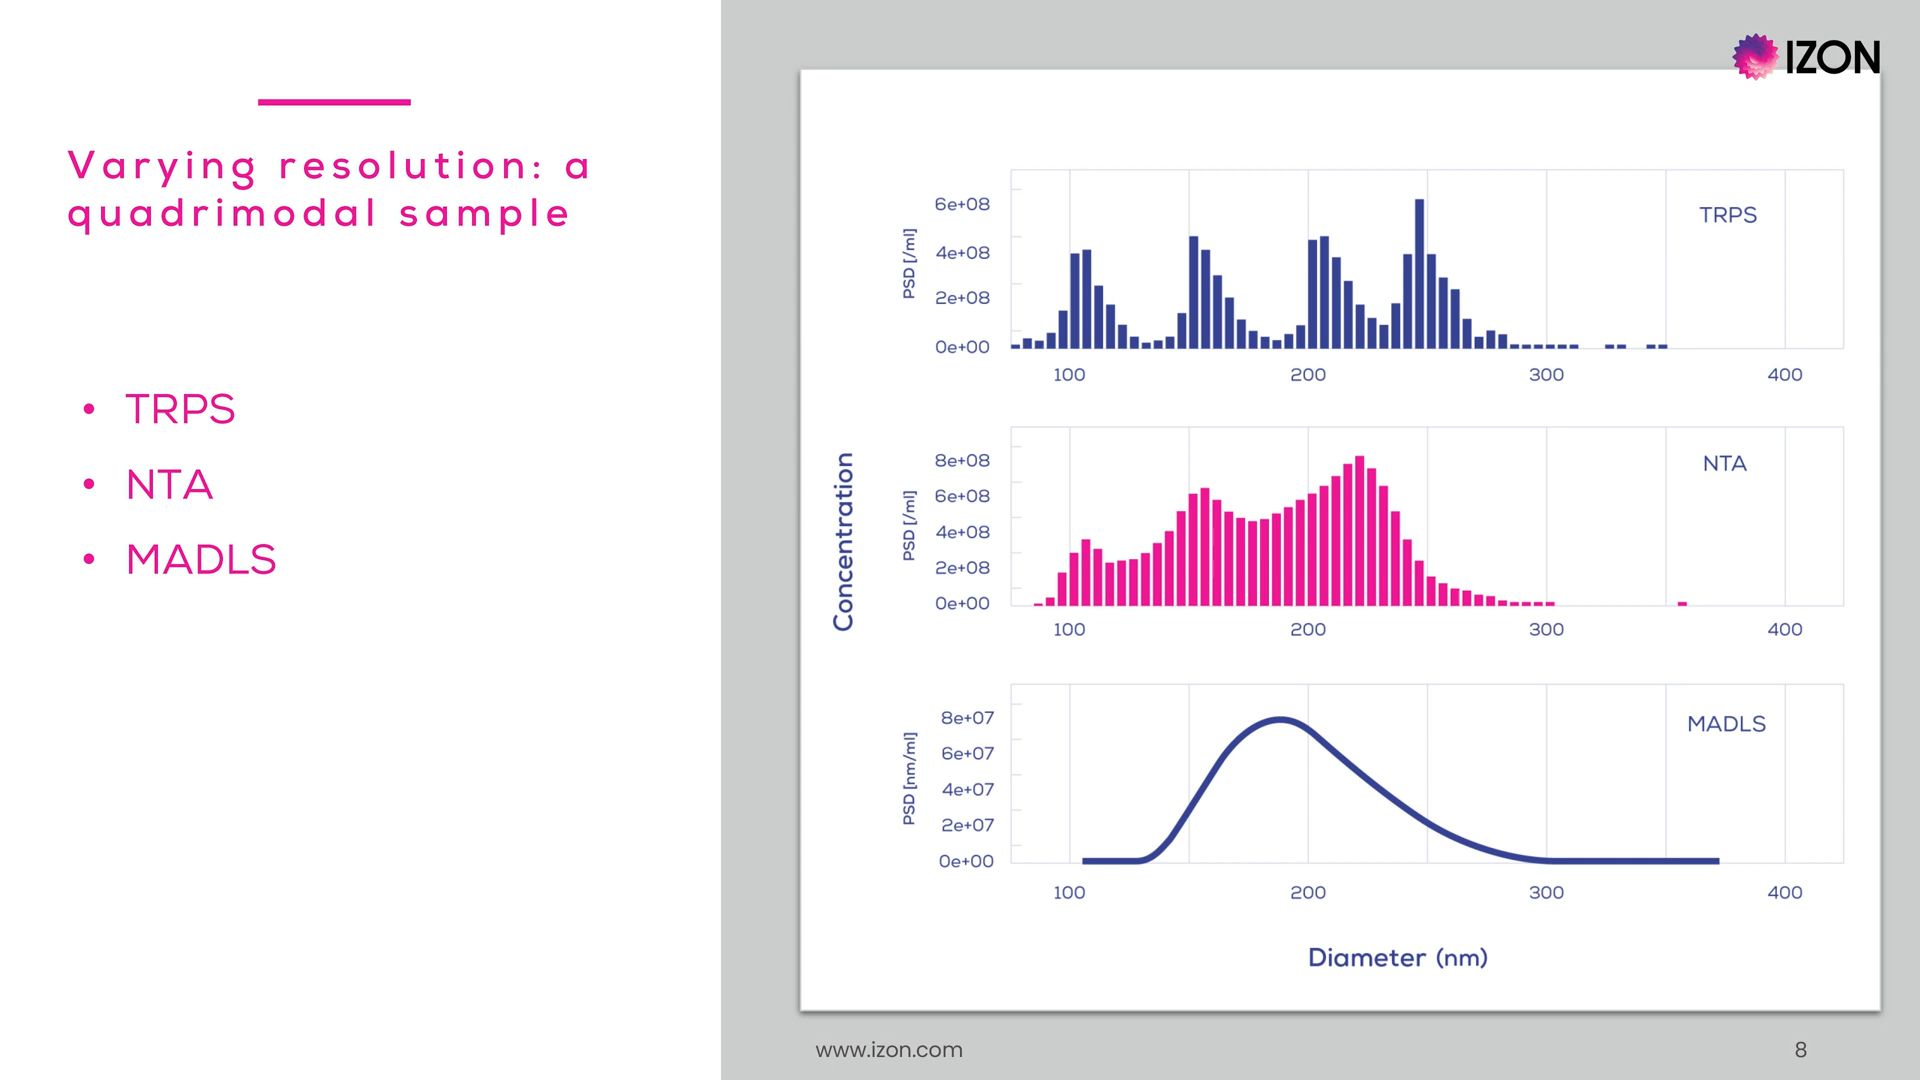 IZON
Varying resolution: a
quadrimodal sample
• TRPS
• NTA
• MADLS
Concentration
PSD [/ml]
6e+08
4e+08
2e+08
0e+00
TRPS
100 200 300 400
PSD [/ml]
8e+08
6e+08
4e+08
2e+08
0e+00
NTA
100 200 300 400
PSD [nm/ml]
8e+07
6e+07
4e+07
2e+07
0e+00
MADLS
100 200 300 400
Diameter (nm)
www.izon.com
8